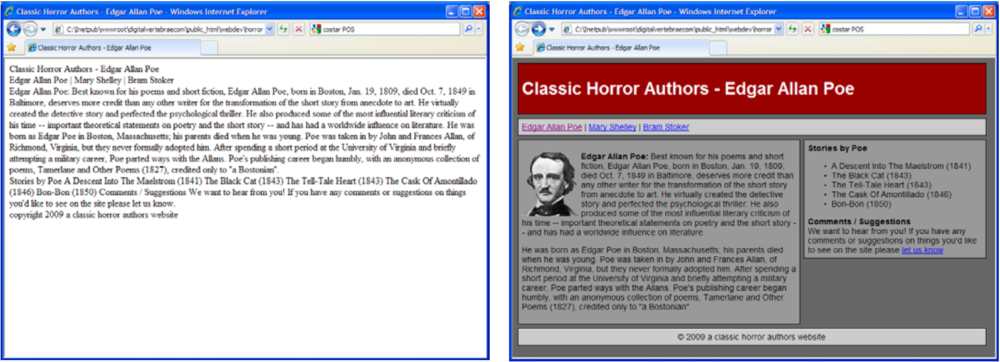 Classic Horror Authors - Edgar Allan Poe - Windows Internet Explorer
C:\Inetpub\wwwroot\digitalvertebraecom\public_html\webdev\horror
costar POS
Classic Horror Authors - Edgar Allan Poe
Classic Horror Authors - Edgar Allan Poe
Edgar Allan Poe | Mary Shelley | Bram Stoker
Edgar Allan Poe: Best known for his poems and short fiction, Edgar Allan Poe, born in Boston, Jan. 19, 1809, died Oct. 7, 1849 in
Baltimore, deserves more credit than any other writer for the transformation of the short story from anecdote to art. He virtually
created the detective story and perfected the psychological thriller. He also produced some of the most influential literary criticism of
his time -- important theoretical statements on poetry and the short story -- and has had a worldwide influence on literature. He was
born as Edgar Poe in Boston, Massachusetts; his parents died when he was young. Poe was taken in by John and Frances Allan, of
Richmond, Virginia, but they never formally adopted him. After spending a short period at the University of Virginia and briefly
attempting a military career, Poe parted ways with the Allans. Poe's publishing career began humbly, with an anonymous collection of
poems, Tamerlane and Other Poems (1827), credited only to "a Bostonian".
Stories by Poe A Descent Into The Maelstrom (1841) The Black Cat (1843) The Tell-Tale Heart (1843) The Cask Of Amontillado
(1846) Bon-Bon (1850) Comments / Suggestions We want to hear from you! If you have any comments or suggestions on things
you'd like to see on the site please let us know.
copyright 2009 a classic horror authors website
Classic Horror Authors - Edgar Allan Poe - Windows Internet Explorer
C:\Inetpub\wwwroot\digitalvertebraecom\public_html\webdev\horror
costar POS
Classic Horror Authors - Edgar Allan Poe
Classic Horror Authors - Edgar Allan Poe
Edgar Allan Poe | Mary Shelley | Bram Stoker
Edgar Allan Poe: Best known for his poems and short
fiction, Edgar Allan Poe, born in Boston, Jan. 19, 1809,
died Oct. 7, 1849 in Baltimore, deserves more credit than
any other writer for the transformation of the short story
from anecdote to art. He virtually created the detective
story and perfected the psychological thriller. He also
produced some of the most influential literary criticism of
his time -- important theoretical statements on poetry and the short story -
- and has had a worldwide influence on literature.
He was born as Edgar Poe in Boston, Massachusetts; his parents died
when he was young. Poe was taken in by John and Frances Allan, of
Richmond, Virginia, but they never formally adopted him. After spending a
short period at the University of Virginia and briefly attempting a military
career, Poe parted ways with the Allans. Poe's publishing career began
humbly, with an anonymous collection of poems, Tamerlane and Other
Poems (1827), credited only to "a Bostonian".
Stories by Poe
• A Descent Into The Maelstrom (1841)
• The Black Cat (1843)
• The Tell-Tale Heart (1843)
• The Cask Of Amontillado (1846)
• Bon-Bon (1850)
Comments / Suggestions
We want to hear from you! If you have any
comments or suggestions on things you'd like
to see on the site please let us know.
© 2009 a classic horror authors website